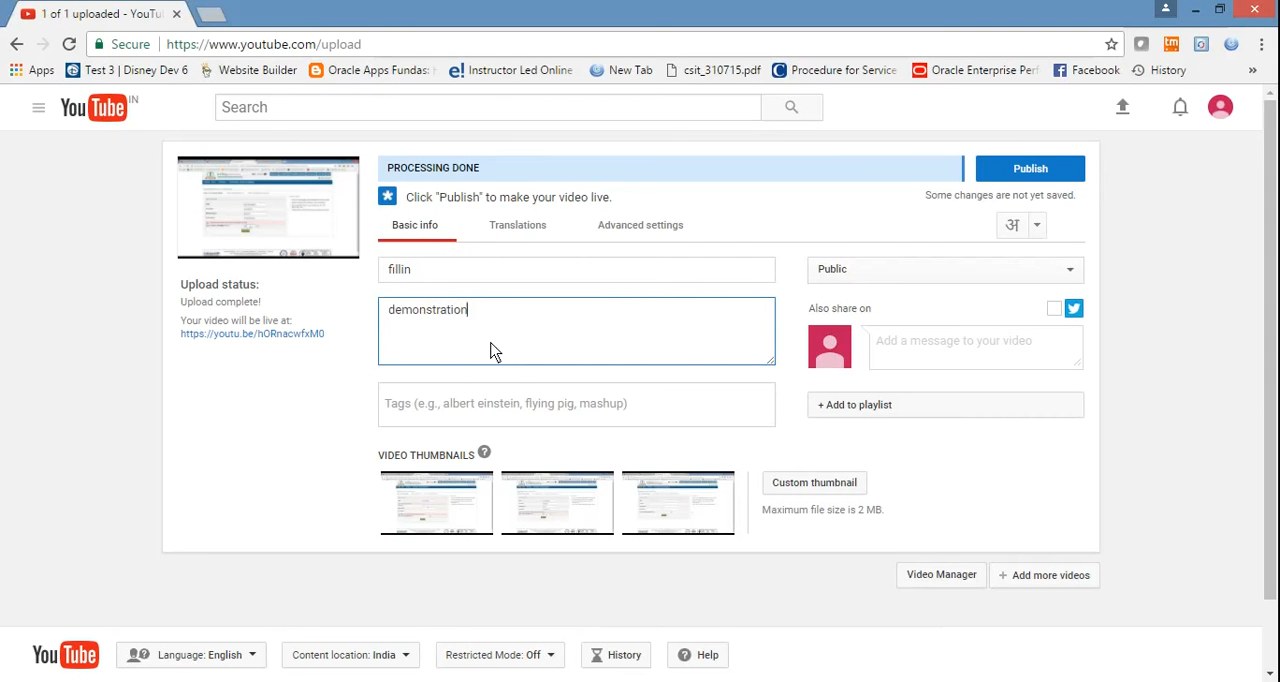 1 of 1 uploaded - YouTu
Secure | https://www.youtube.com/upload
Apps Test 3 | Disney Dev 6 Website Builder Oracle Apps Fundas: Instructor Led Online New Tab csit_310715.pdf Procedure for Service Oracle Enterprise Perf Facebook History »
YouTube IN Search
PROCESSING DONE Publish
Click "Publish" to make your video live. Some changes are not yet saved.
Basic info Translations Advanced settings अ
fillin Public
Upload status:
Upload complete!
Your video will be live at:
https://youtu.be/hORnacwfxM0
demonstration Also share on
Add a message to your video
Tags (e.g., albert einstein, flying pig, mashup) + Add to playlist
VIDEO THUMBNAILS ?
Custom thumbnail
Maximum file size is 2 MB.
Video Manager + Add more videos
YouTube Language: English Content location: India Restricted Mode: Off History Help